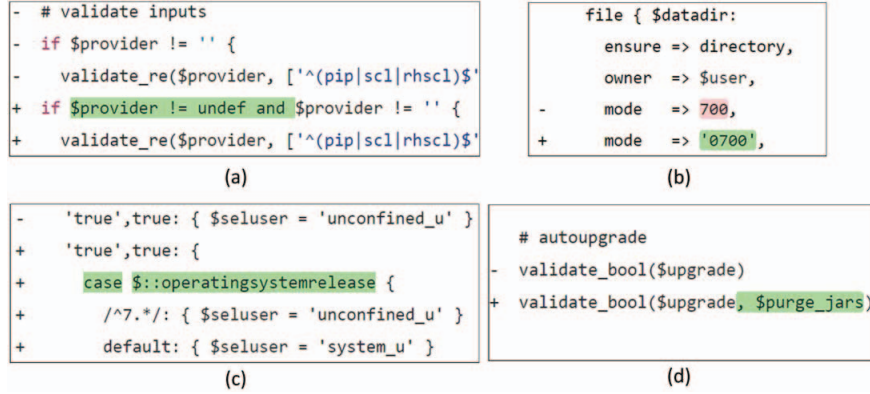 - # validate inputs
- if $provider != '' {
- validate_re($provider, ['^(pip|scl|rhscl)$'
+ if $provider != undef and $provider != '' {
+ validate_re($provider, ['^(pip|scl|rhscl)$'
(a)
file { $datadir:
ensure => directory,
owner => $user,
- mode => 700,
+ mode => '0700',
(b)
- 'true',true: { $seluser = 'unconfined_u' }
+ 'true',true: {
+ case $::operatingsystemrelease {
+ /^7.*/: { $seluser = 'unconfined_u' }
+ default: { $seluser = 'system_u' }
(c)
# autoupgrade
- validate_bool($upgrade)
+ validate_bool($upgrade, $purge_jars)
(d)